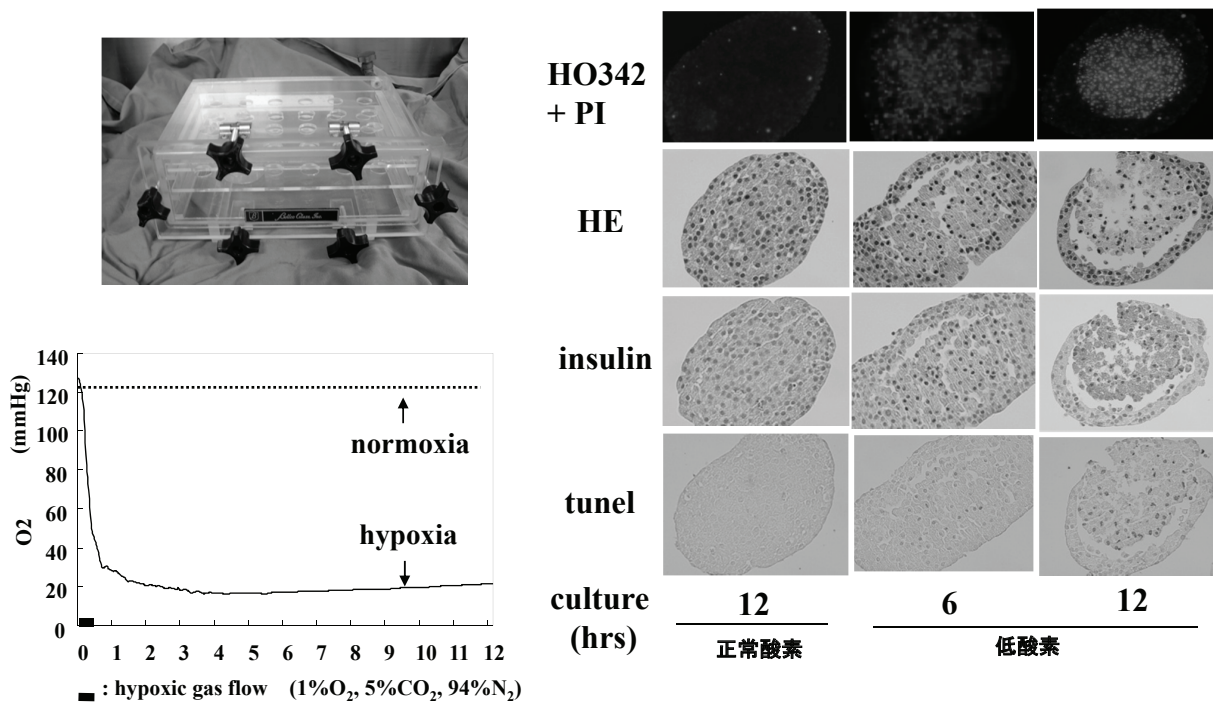 140
120
100
80
60
40
20
0
O2 (mmHg)
normoxia
hypoxia
0 1 2 3 4 5 6 7 8 9 10 11 12
: hypoxic gas flow (1%O₂, 5%CO₂, 94%N₂)
HO342
+ PI
HE
insulin
tunel
culture
(hrs)
12 6 12
正常酸素 低酸素